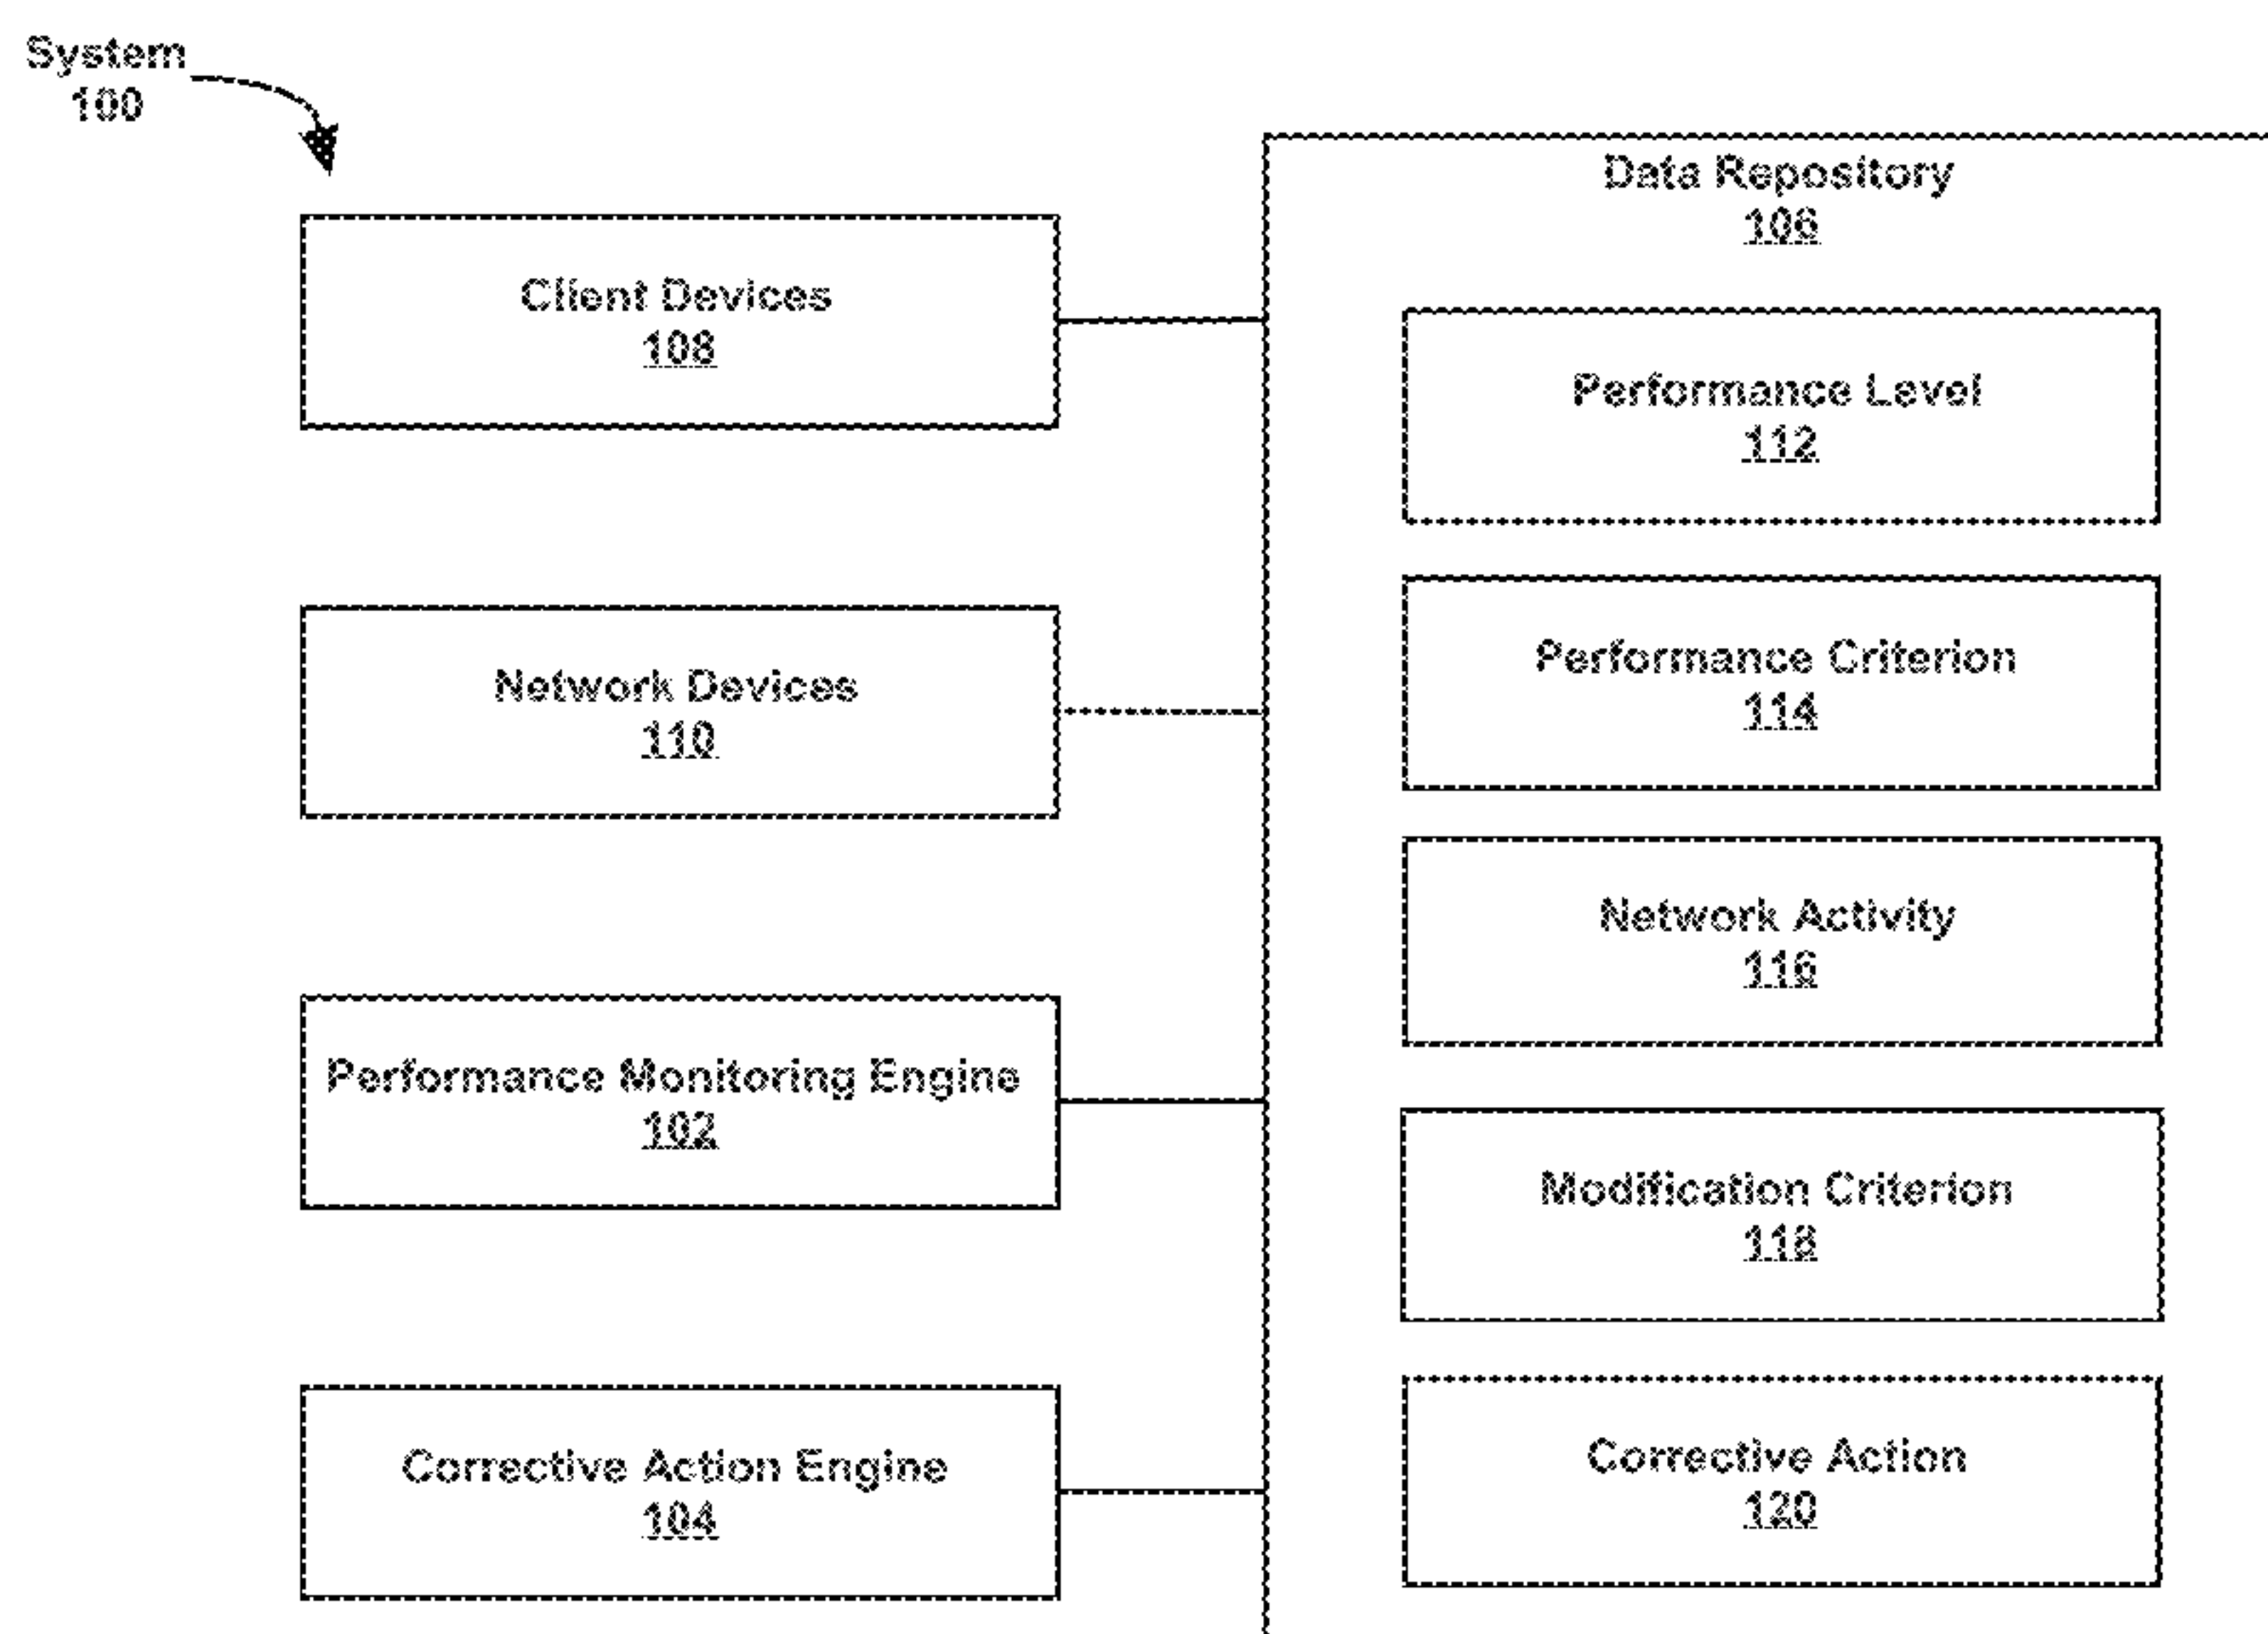 System
100
Client Devices
108
Network Devices
110
Performance Monitoring Engine
102
Corrective Action Engine
104
Data Repository
106
Performance Level
112
Performance Criterion
114
Network Activity
116
Modification Criterion
118
Corrective Action
120